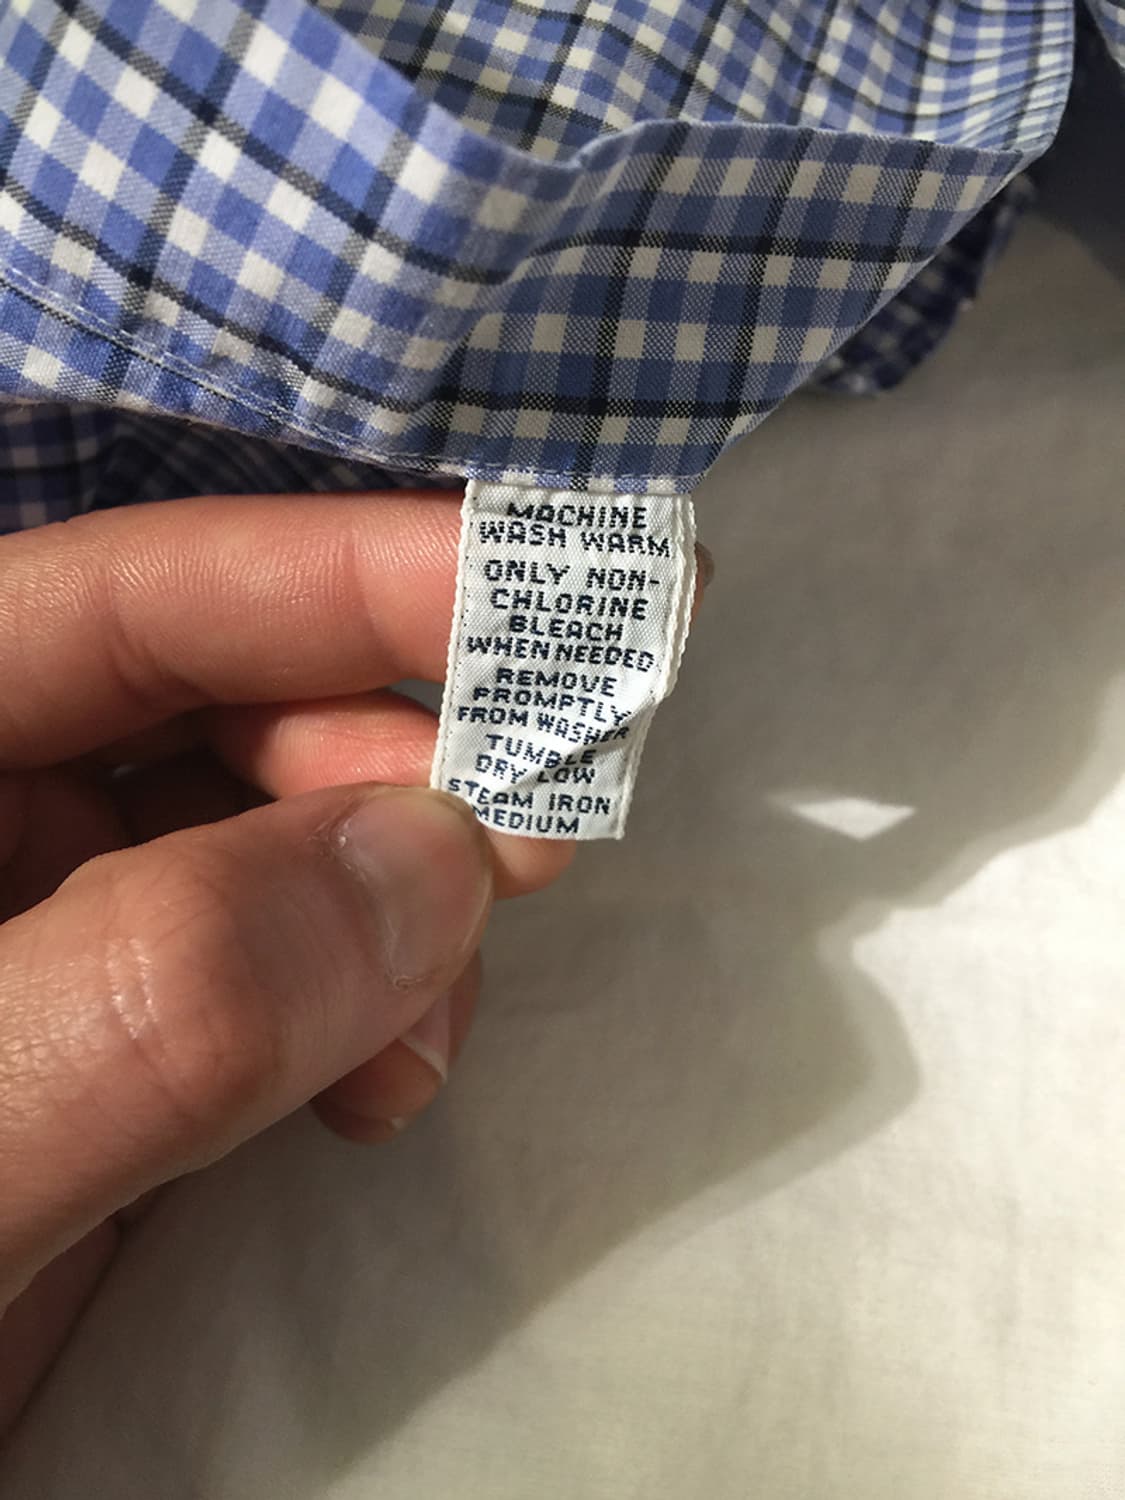 MACHINE
WASH WARM
ONLY NON-
CHLORINE
BLEACH
WHEN NEEDED
REMOVE
PROMPTLY
FROM WASHER
TUMBLE
DRY LOW
STEAM IRON
MEDIUM